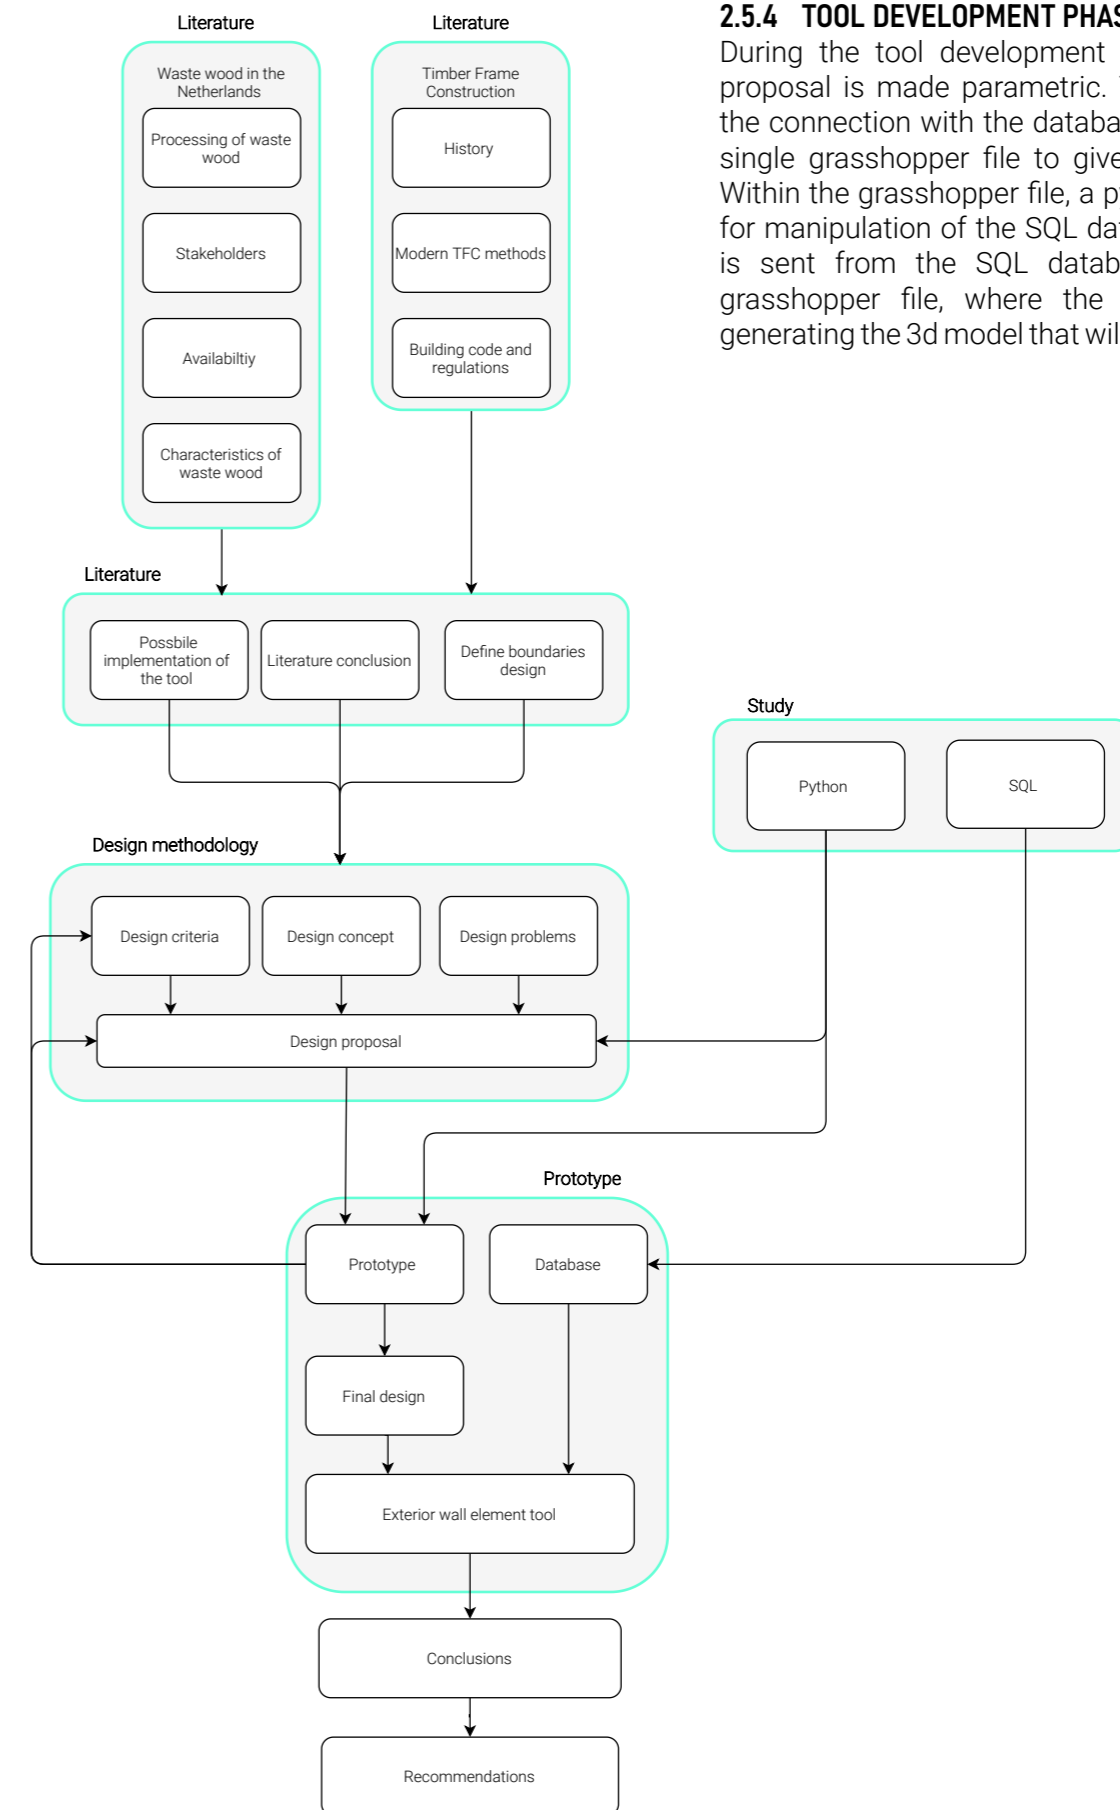 Literature
Waste wood in the
Netherlands
Processing of waste
wood
Stakeholders
Availabiltiy
Characteristics of
waste wood
Literature
Timber Frame
Construction
History
Modern TFC methods
Building code and
regulations
2.5.4 TOOL DEVELOPMENT PHAS
During the tool development
proposal is made parametric.
the connection with the databa
single grasshopper file to give
Within the grasshopper file, a p
for manipulation of the SQL dat
is sent from the SQL datab
grasshopper file, where the
generating the 3d model that will
Literature
Possbile
implementation of
the tool
Literature conclusion
Define boundaries
design
Study
Python
SQL
Design methodology
Design criteria
Design concept
Design problems
Design proposal
Prototype
Prototype
Database
Final design
Exterior wall element tool
Conclusions
Recommendations